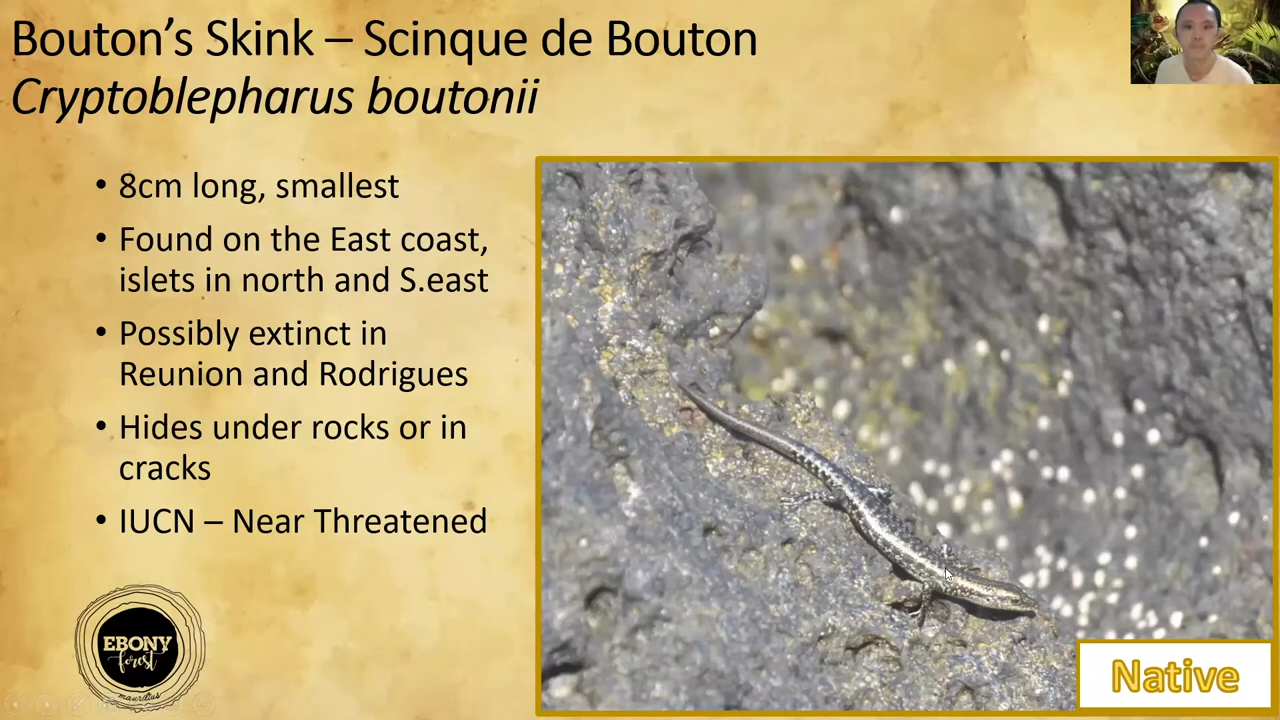 Bouton's Skink – Scinque de Bouton
Cryptoblepharus boutonii
• 8cm long, smallest
• Found on the East coast,
islets in north and S.east
• Possibly extinct in
Reunion and Rodrigues
• Hides under rocks or in
cracks
• IUCN – Near Threatened
EBONY
forest
mauritius
Native